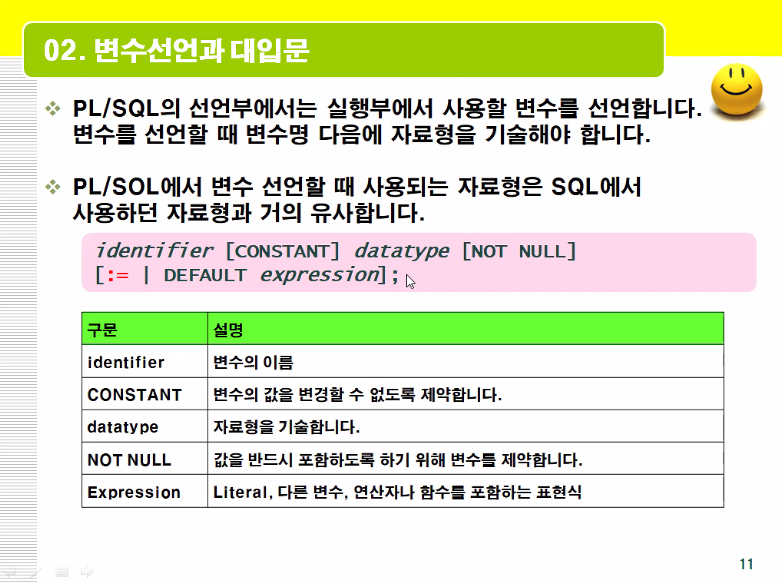 02. 변수선언과 대입문
PL/SQL의 선언부에서는 실행부에서 사용할 변수를 선언합니다.
변수를 선언할 때 변수명 다음에 자료형을 기술해야 합니다.
PL/SOL에서 변수 선언할 때 사용되는 자료형은 SQL에서
사용하던 자료형과 거의 유사합니다.
identifier [CONSTANT] datatype [NOT NULL]
[:= | DEFAULT expression];
구문 설명
identifier 변수의 이름
CONSTANT 변수의 값을 변경할 수 없도록 제약합니다.
datatype 자료형을 기술합니다.
NOT NULL 값을 반드시 포함하도록 하기 위해 변수를 제약합니다.
Expression Literal, 다른 변수, 연산자나 함수를 포함하는 표현식
11